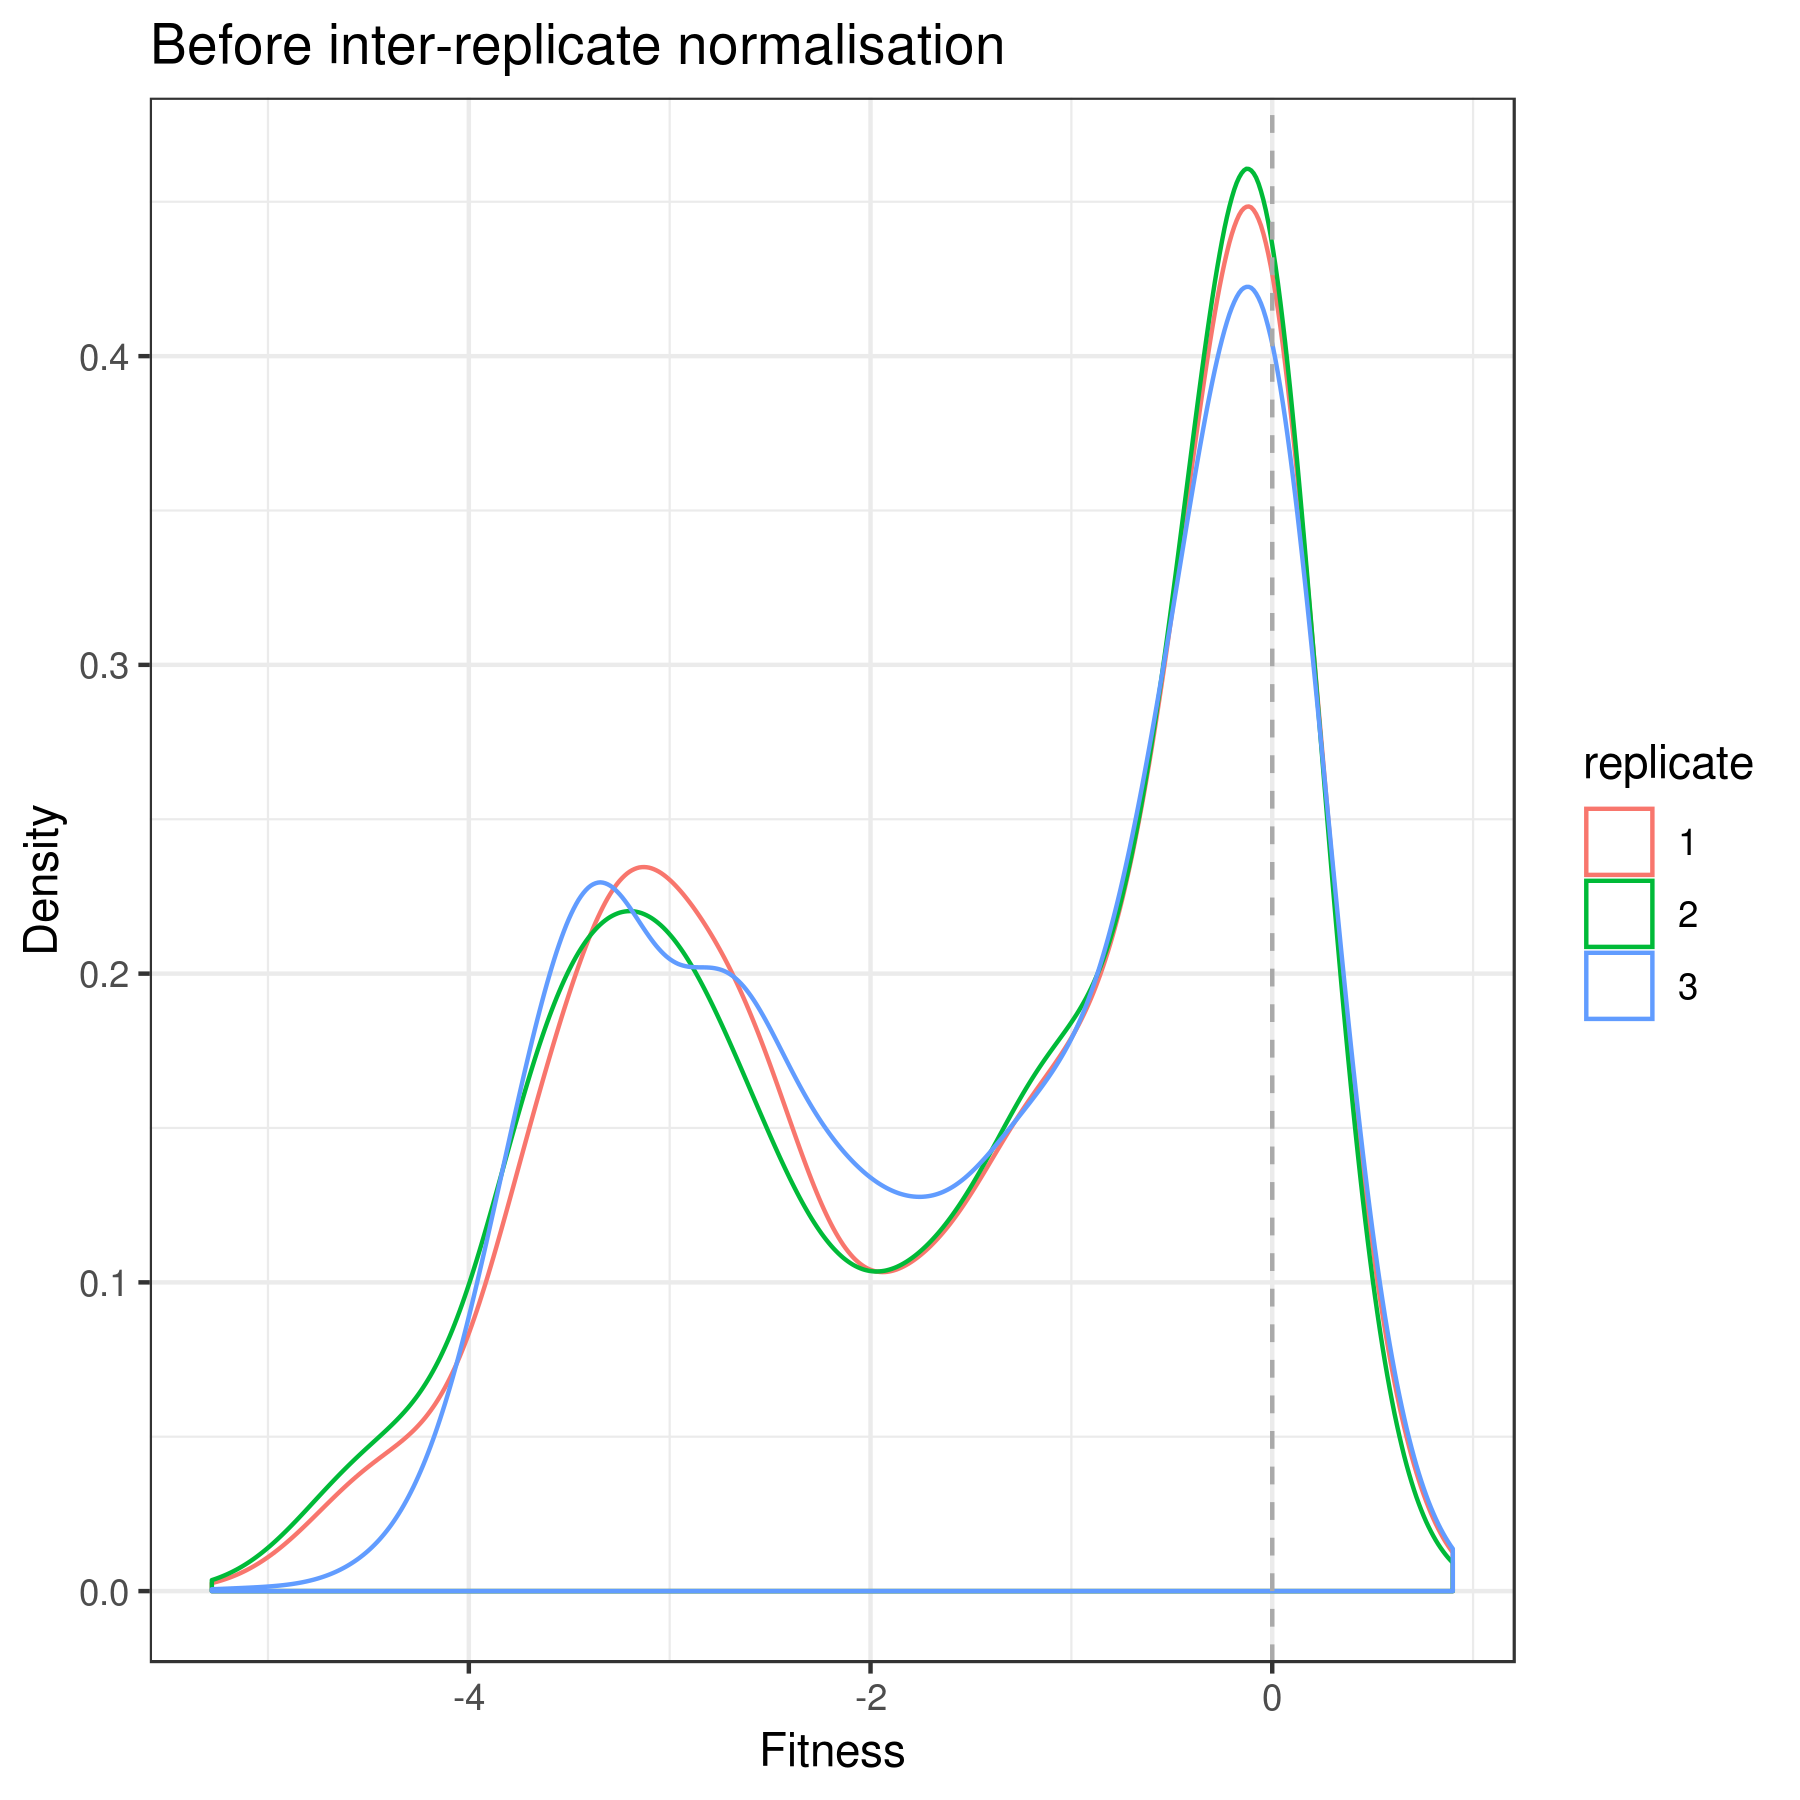 Before inter-replicate normalisation
Density
0.4
0.3
0.2
0.1
0.0
-4
-2
0
Fitness
replicate
1
2
3